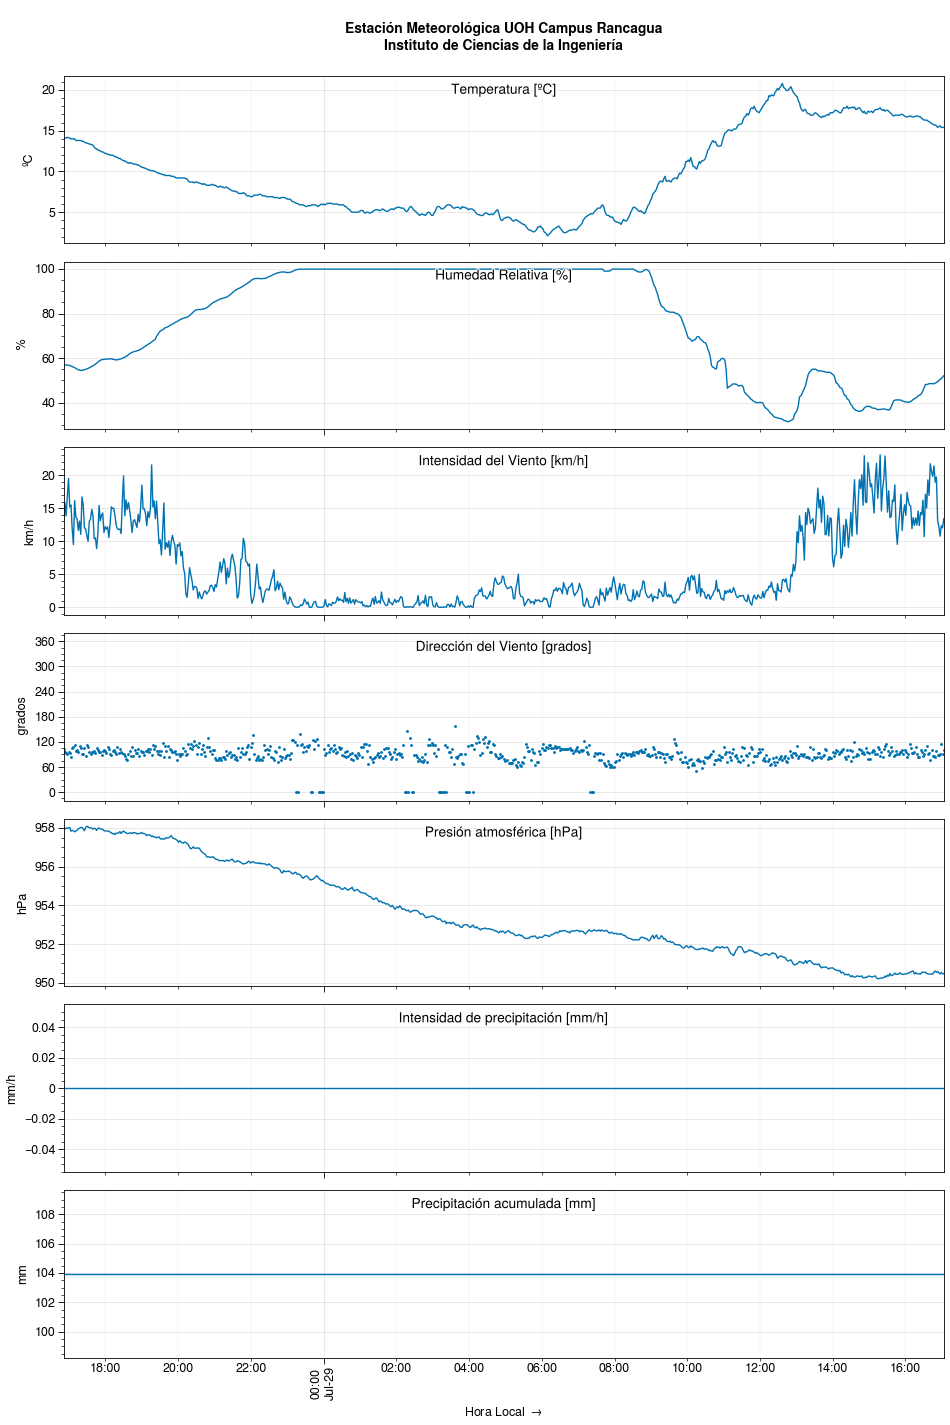 Estación Meteorológica UOH Campus Rancagua
Instituto de Ciencias de la Ingeniería
Temperatura [ºC]
20
15
10
5
ºC
Humedad Relativa [%]
100
80
60
40
%
Intensidad del Viento [km/h]
20
15
10
5
0
km/h
Dirección del Viento [grados]
360
300
240
180
120
60
0
grados
Presión atmosférica [hPa]
958
956
954
952
950
hPa
Intensidad de precipitación [mm/h]
0.04
0.02
0
−0.02
−0.04
mm/h
Precipitación acumulada [mm]
108
106
104
102
100
mm
18:00 20:00 22:00 00:00 02:00 04:00 06:00 08:00 10:00 12:00 14:00 16:00
Jul-29
Hora Local →